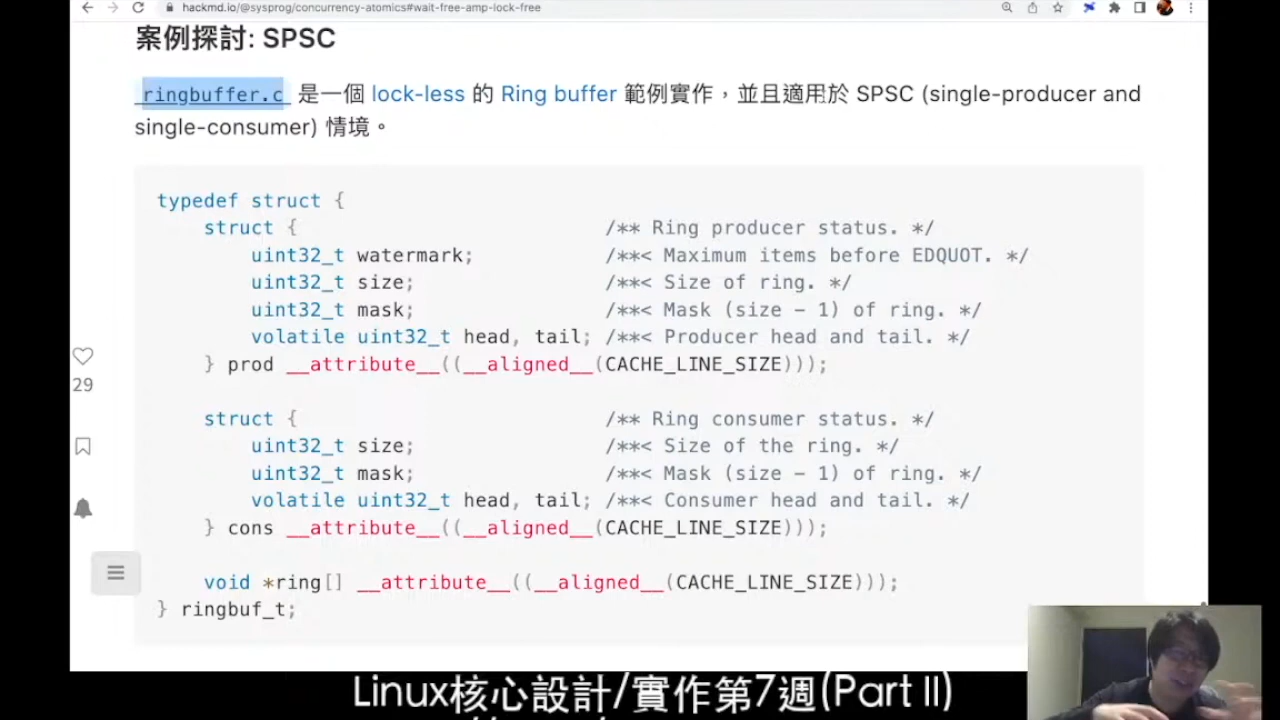 hackmd.io/@sysprog/concurrency-atomics#wait-free-amp-lock-free
案例探討: SPSC
ringbuffer.c 是一個 lock-less 的 Ring buffer 範例實作，並且適用於 SPSC (single-producer and
single-consumer) 情境。
typedef struct {
struct { /** Ring producer status. */
uint32_t watermark; /**< Maximum items before EDQUOT. */
uint32_t size; /**< Size of ring. */
uint32_t mask; /**< Mask (size - 1) of ring. */
volatile uint32_t head, tail; /**< Producer head and tail. */
} prod __attribute__((__aligned__(CACHE_LINE_SIZE)));
struct { /** Ring consumer status. */
uint32_t size; /**< Size of the ring. */
uint32_t mask; /**< Mask (size - 1) of ring. */
volatile uint32_t head, tail; /**< Consumer head and tail. */
} cons __attribute__((__aligned__(CACHE_LINE_SIZE)));
void *ring[] __attribute__((__aligned__(CACHE_LINE_SIZE)));
} ringbuf_t;
29
Linux核心設計/實作第7週(Part II)